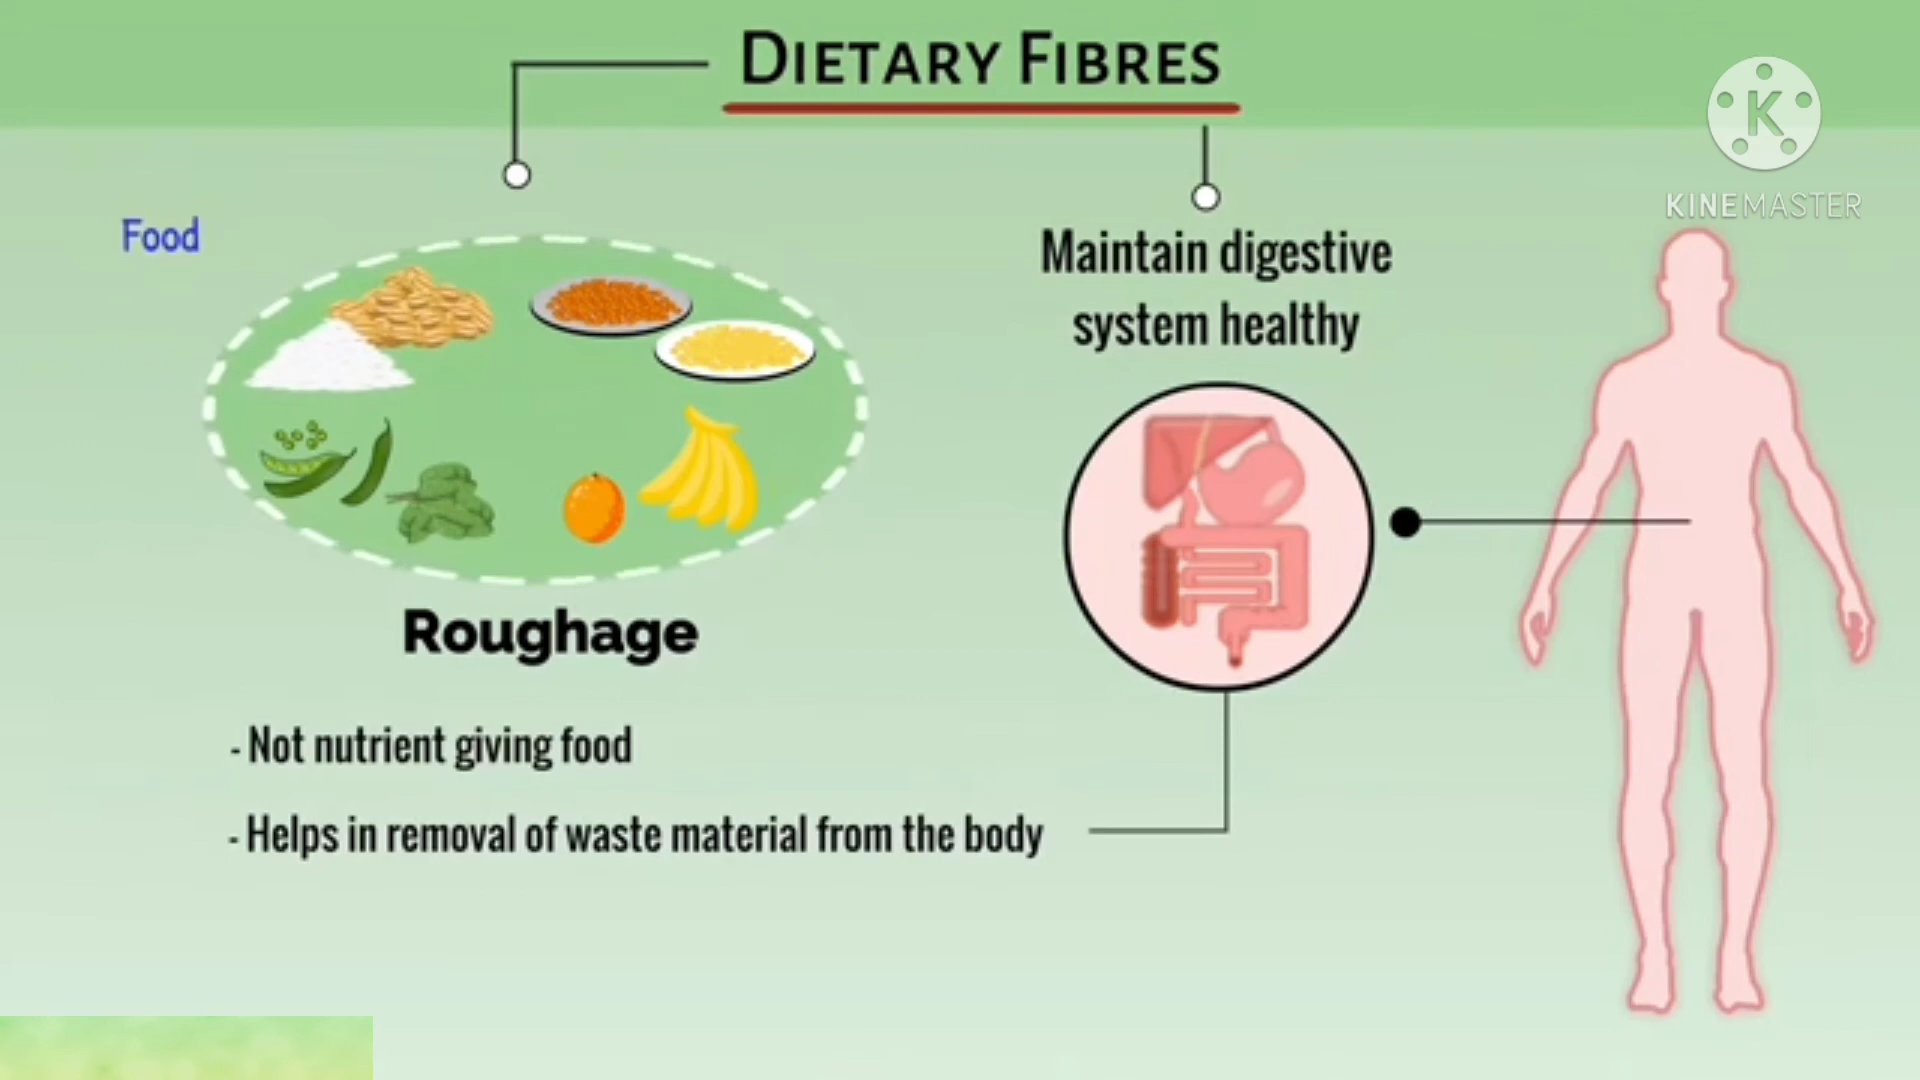 DIETARY FIBRES
K
KINEMASTER
Food
Maintain digestive
system healthy
Roughage
- Not nutrient giving food
- Helps in removal of waste material from the body